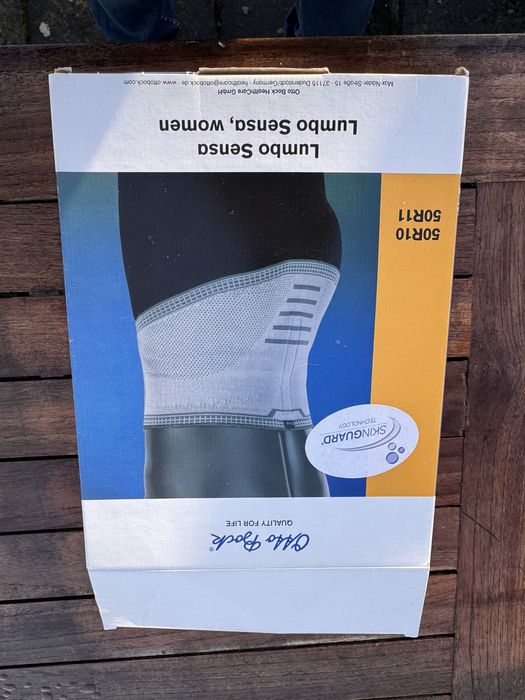 Otto Bock®
QUALITY FOR LIFE
SKINGUARD®
TECHNOLOGY
50R10
50R11
Lumbo Sensa
Lumbo Sensa, women
Otto Bock HealthCare GmbH
Max-Näder-Straße 15 · 37115 Duderstadt/Germany · healthcare@ottobock.de · www.ottobock.com